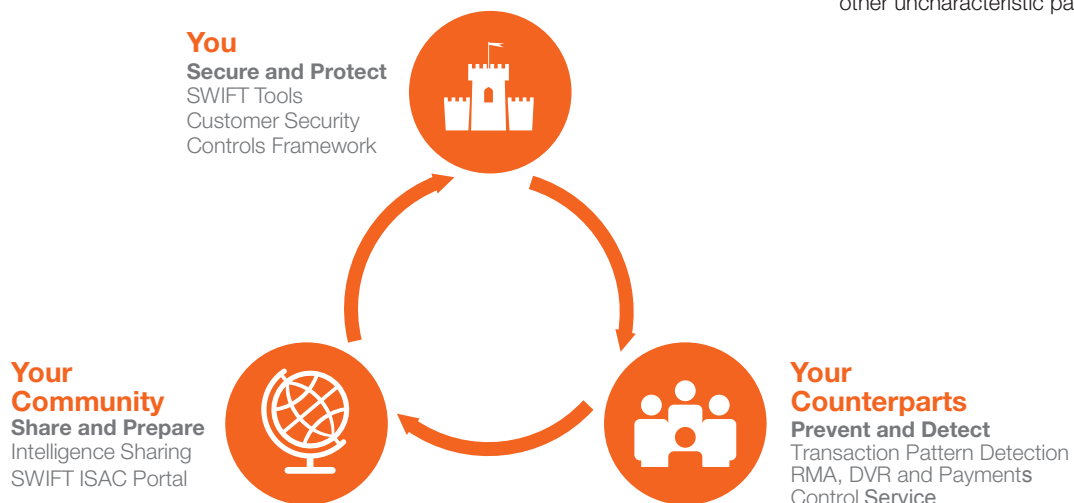 other uncharacteristic pa
You
Secure and Protect
SWIFT Tools
Customer Security
Controls Framework
Your
Community
Share and Prepare
Intelligence Sharing
SWIFT ISAC Portal
Your
Counterparts
Prevent and Detect
Transaction Pattern Detection
RMA, DVR and Payments
Control Service